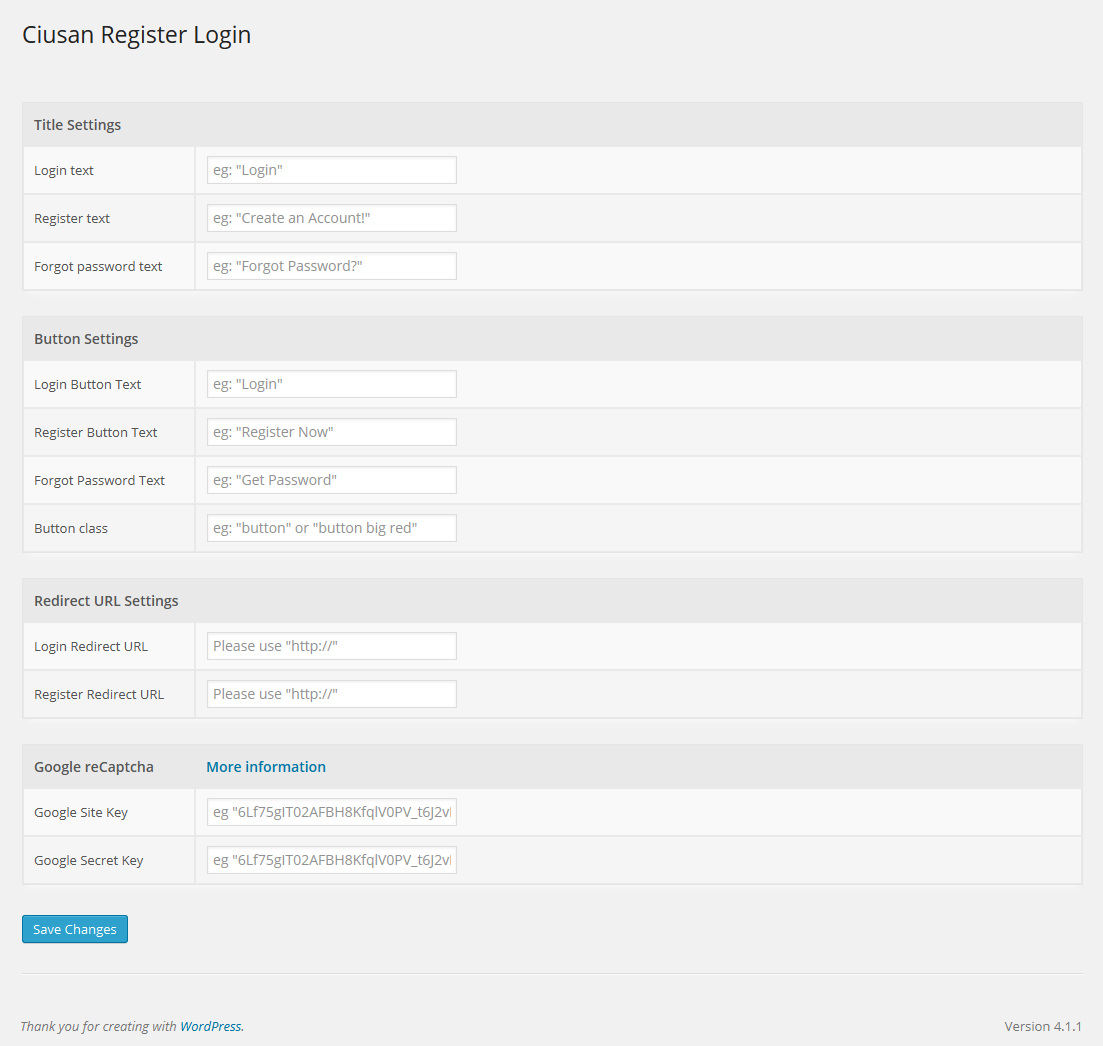 Ciusan Register Login
Title Settings
Login text eg: "Login"
Register text eg: "Create an Account!"
Forgot password text eg: "Forgot Password?"
Button Settings
Login Button Text eg: "Login"
Register Button Text eg: "Register Now"
Forgot Password Text eg: "Get Password"
Button class eg: "button" or "button big red"
Redirect URL Settings
Login Redirect URL Please use "http://"
Register Redirect URL Please use "http://"
Google reCaptcha More information
Google Site Key eg "6Lf75gIT02AFBH8KfqlV0PV_t6J2v
Google Secret Key eg "6Lf75gIT02AFBH8KfqlV0PV_t6J2v
Save Changes
Thank you for creating with WordPress. Version 4.1.1